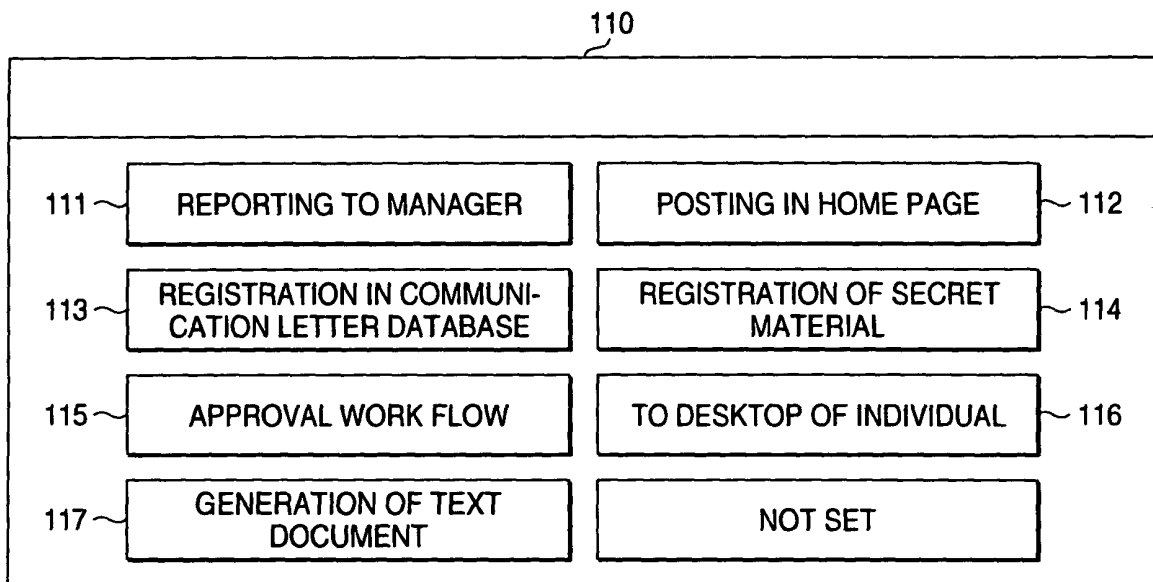 110
111 REPORTING TO MANAGER POSTING IN HOME PAGE 112
113 REGISTRATION IN COMMUNI-
CATION LETTER DATABASE REGISTRATION OF SECRET
MATERIAL 114
115 APPROVAL WORK FLOW TO DESKTOP OF INDIVIDUAL 116
117 GENERATION OF TEXT
DOCUMENT NOT SET